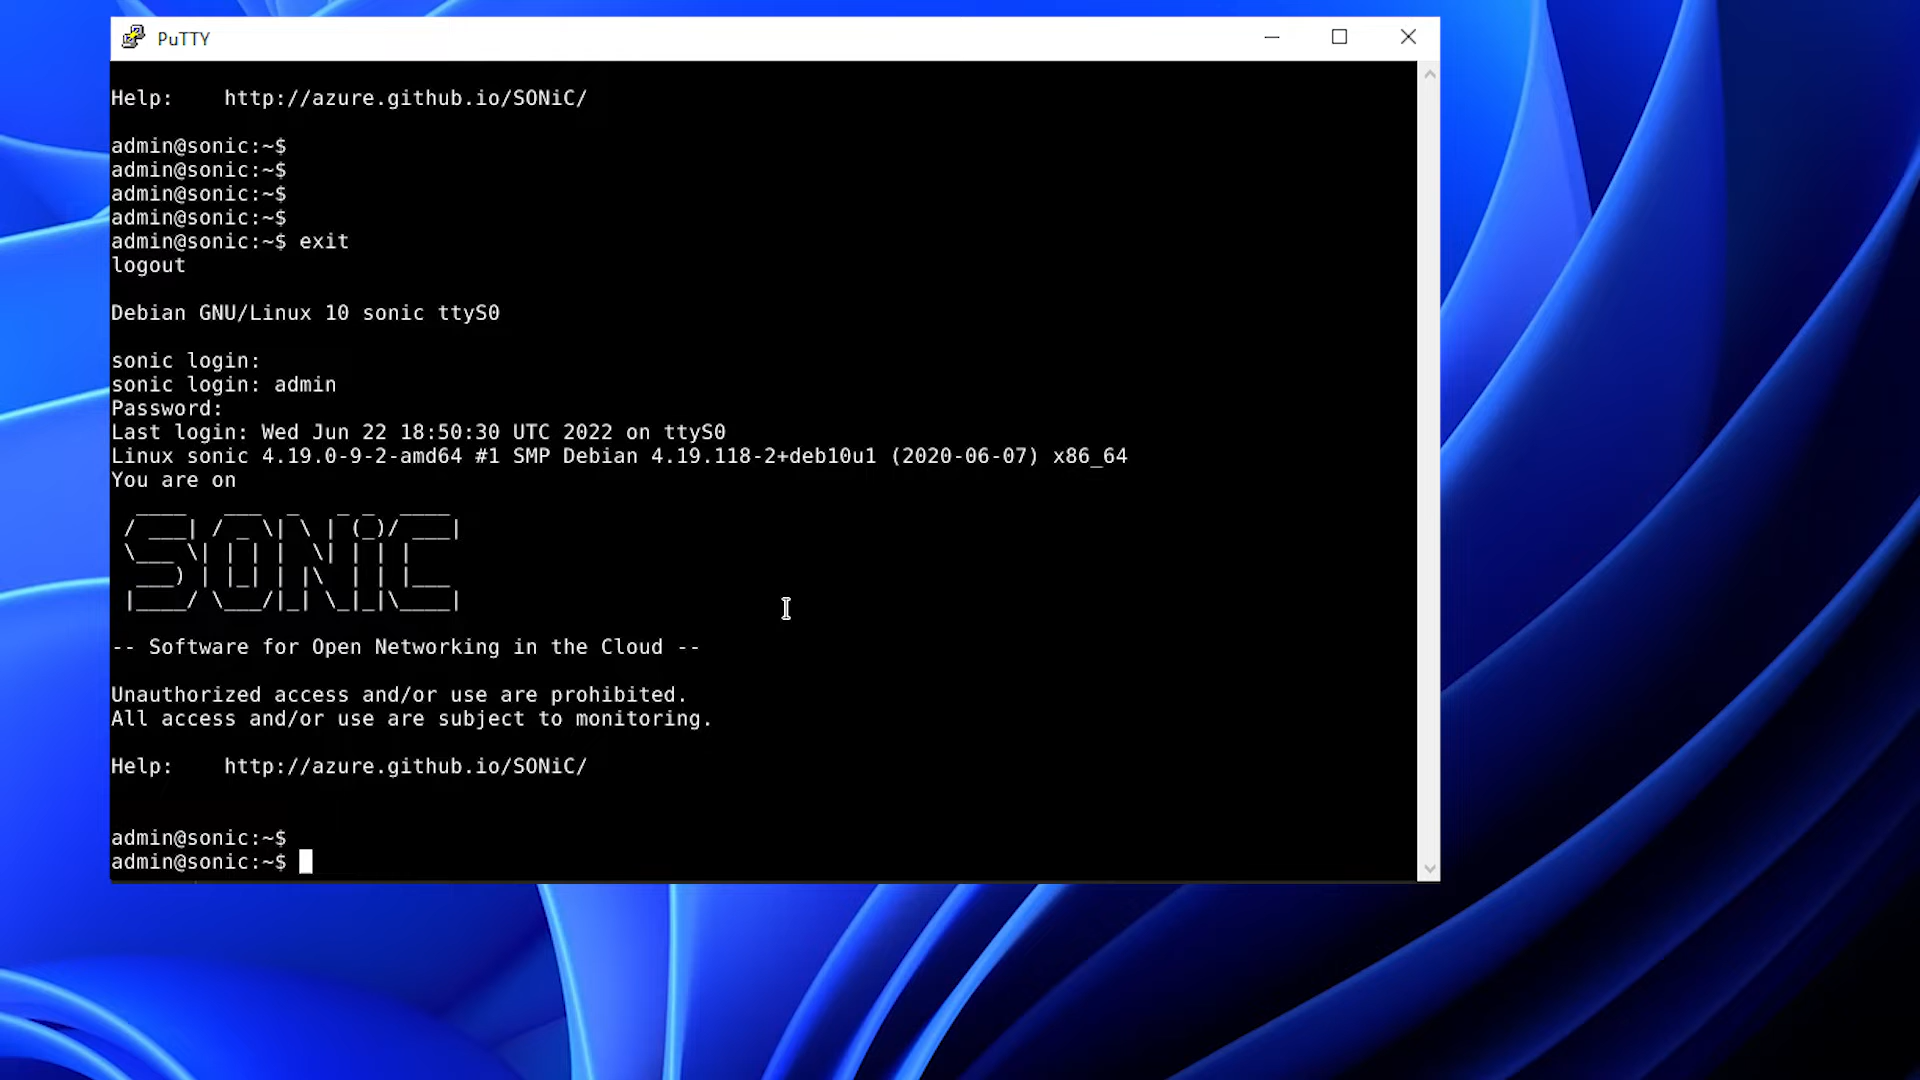 PuTTY
Help:    http://azure.github.io/SONiC/
admin@sonic:~$
admin@sonic:~$
admin@sonic:~$
admin@sonic:~$
admin@sonic:~$ exit
logout
Debian GNU/Linux 10 sonic ttyS0
sonic login:
sonic login: admin
Password:
Last login: Wed Jun 22 18:50:30 UTC 2022 on ttyS0
Linux sonic 4.19.0-9-2-amd64 #1 SMP Debian 4.19.118-2+deb10u1 (2020-06-07) x86_64
You are on
SONiC
-- Software for Open Networking in the Cloud --
Unauthorized access and/or use are prohibited.
All access and/or use are subject to monitoring.
Help:    http://azure.github.io/SONiC/
admin@sonic:~$
admin@sonic:~$